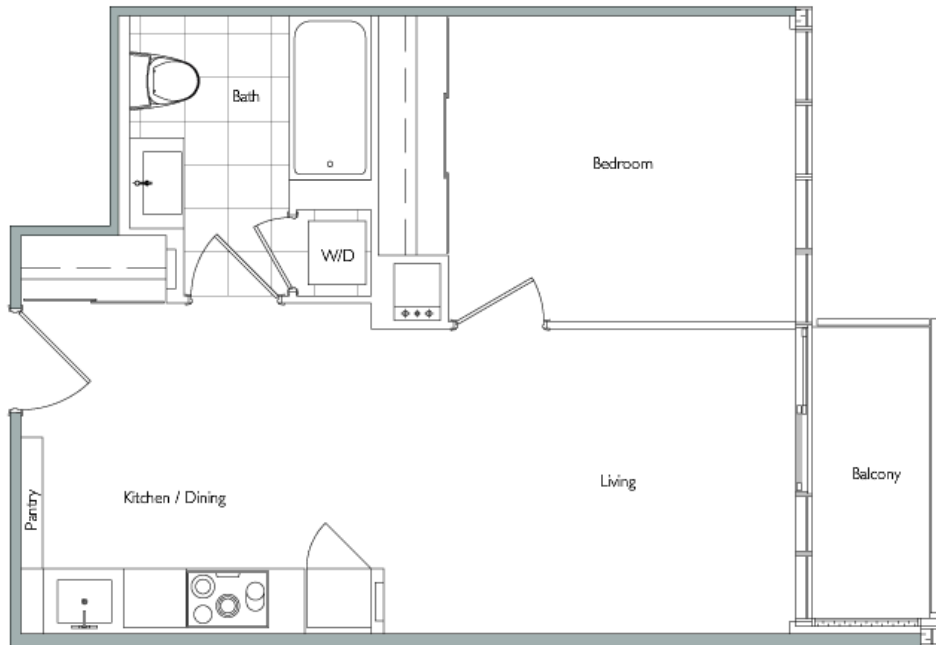 Bath
Bedroom
W/D
Balcony
Living
Pantry
Kitchen / Dining